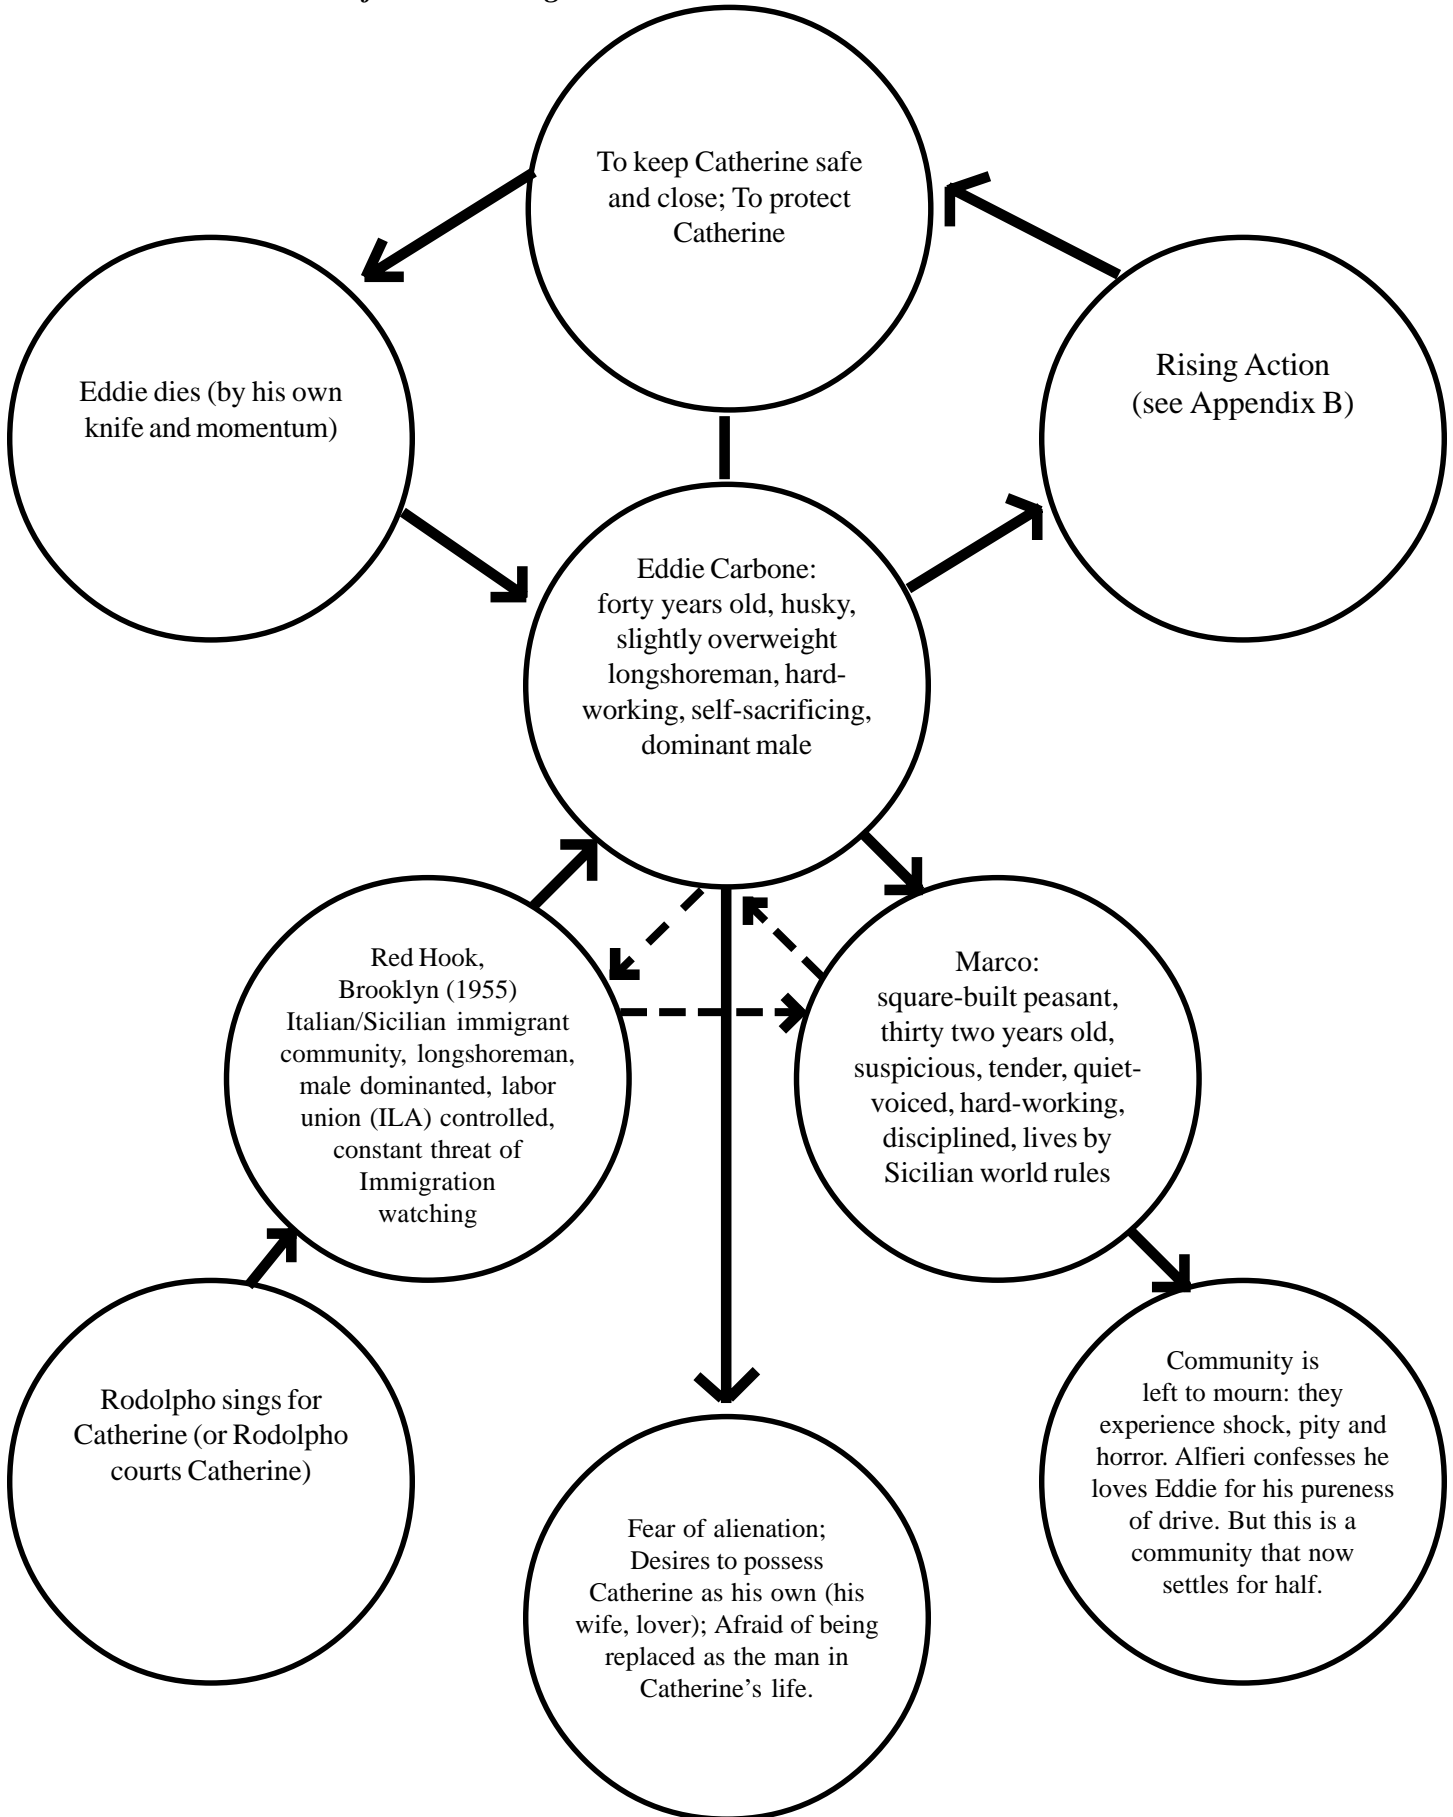 To keep Catherine safe
and close; To protect
Catherine
Eddie dies (by his own
knife and momentum)
Rising Action
(see Appendix B)
Eddie Carbone:
forty years old, husky,
slightly overweight
longshoreman, hard-
working, self-sacrificing,
dominant male
Red Hook,
Brooklyn (1955)
Italian/Sicilian immigrant
community, longshoreman,
male dominanted, labor
union (ILA) controlled,
constant threat of
Immigration
watching
Marco:
square-built peasant,
thirty two years old,
suspicious, tender, quiet-
voiced, hard-working,
disciplined, lives by
Sicilian world rules
Rodolpho sings for
Catherine (or Rodolpho
courts Catherine)
Fear of alienation;
Desires to possess
Catherine as his own (his
wife, lover); Afraid of being
replaced as the man in
Catherine’s life.
Community is
left to mourn: they
experience shock, pity and
horror. Alfieri confesses he
loves Eddie for his pureness
of drive. But this is a
community that now
settles for half.